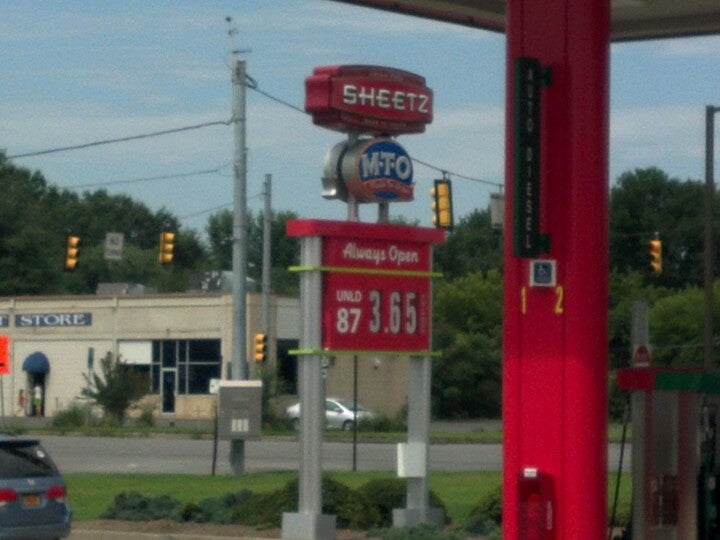 SHEETZ
M·T·O
Always Open
UNLD
87 3.65
AUTO DIESEL
1 2
STORE